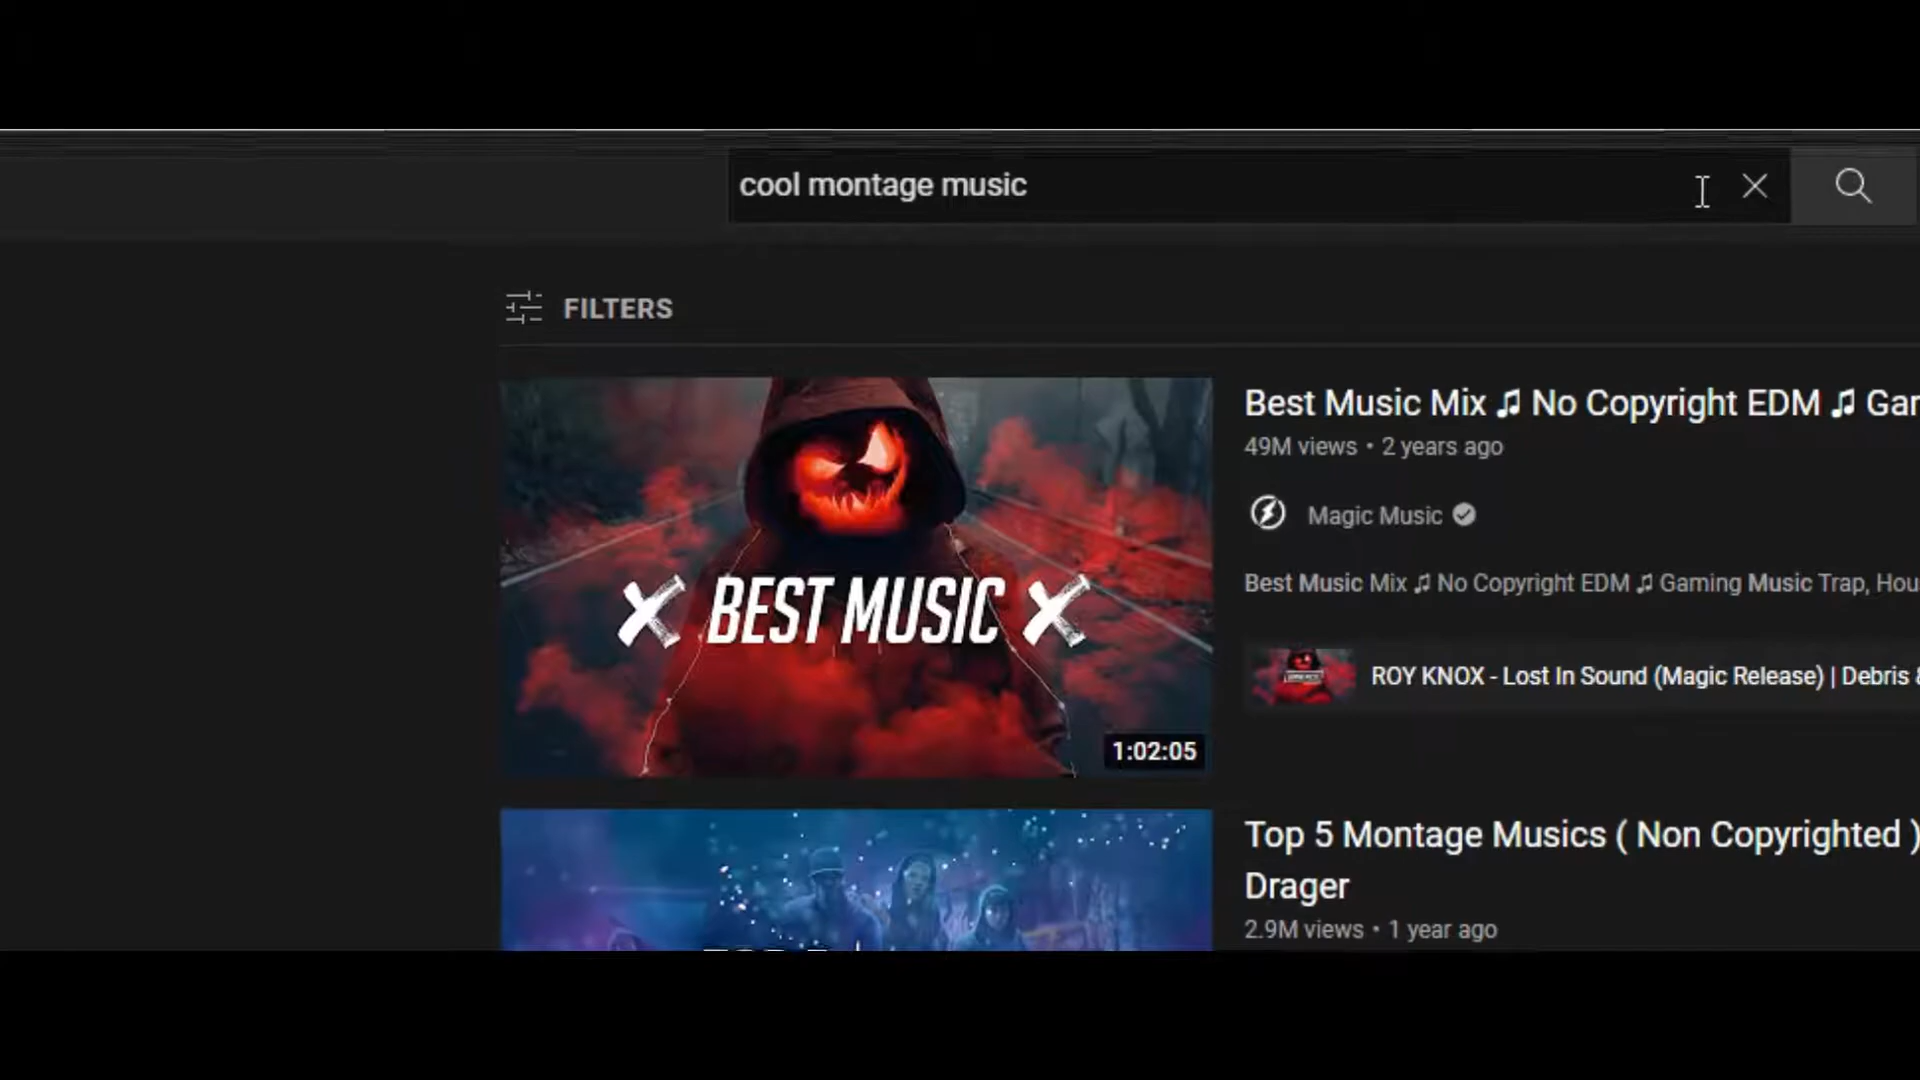 cool montage music
FILTERS
BEST MUSIC
1:02:05
Best Music Mix ♫ No Copyright EDM ♫ Gar
49M views • 2 years ago
Magic Music
Best Music Mix ♫ No Copyright EDM ♫ Gaming Music Trap, Hou
ROY KNOX - Lost In Sound (Magic Release) | Debris &
Top 5 Montage Musics ( Non Copyrighted )
Drager
2.9M views • 1 year ago